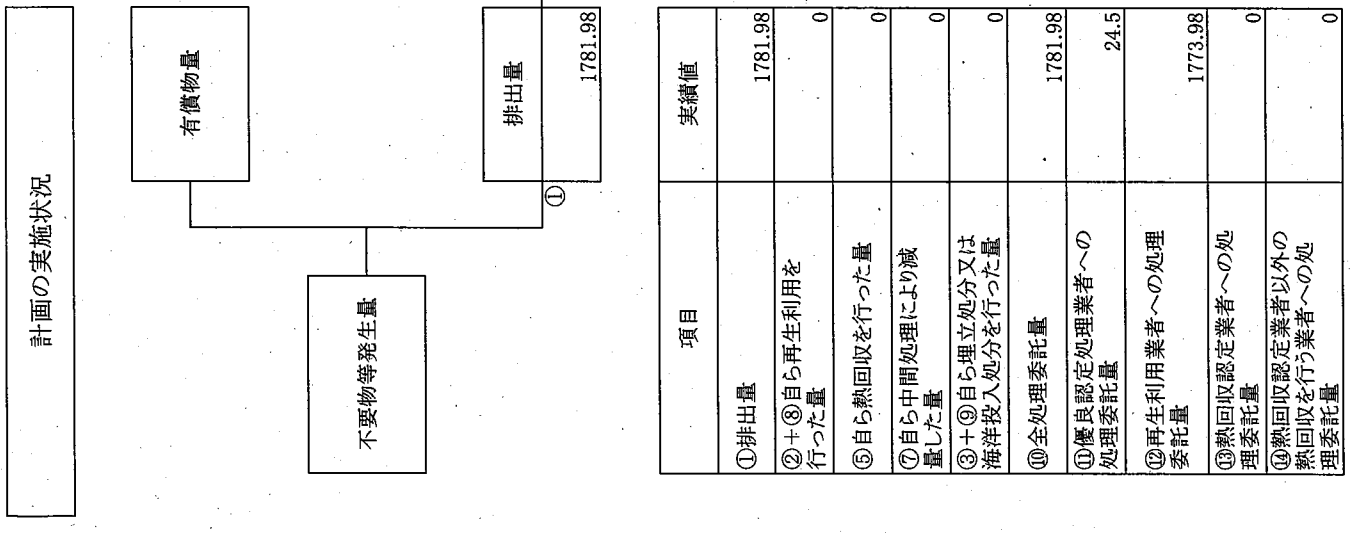 計画の実施状況
有償物量
不要物等発生量
排出量
①
1781.98
項目 実績値
①排出量 1781.98
②+⑧自ら再生利用を
行った量 0
⑤自ら熱回収を行った量 0
⑦自ら中間処理により減
量した量 0
③+⑨自ら埋立処分又は
海洋投入処分を行った量 0
⑩全処理委託量 1781.98
⑪優良認定処理業者への
処理委託量 24.5
⑫再生利用業者への処理
委託量 1773.98
⑬熱回収認定業者への処
理委託量 0
⑭熱回収認定業者以外の
熱回収を行う業者への処
理委託量 0